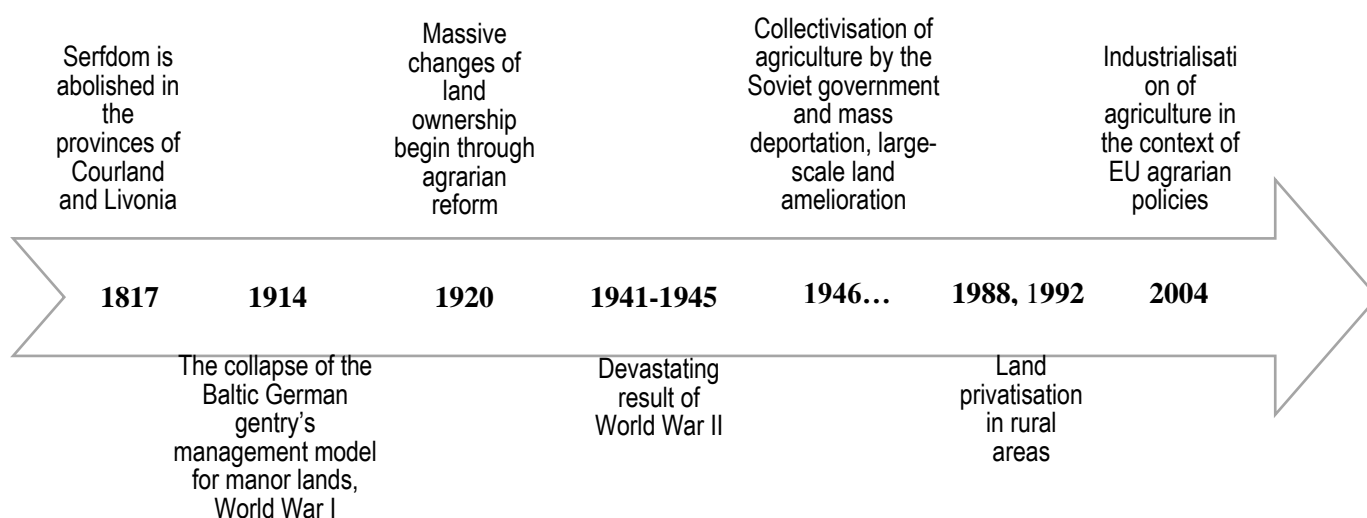 Serfdom is
abolished in
the
provinces of
Courland
and Livonia
Massive
changes of
land
ownership
begin through
agrarian
reform
Collectivisation of
agriculture by the
Soviet government
and mass
deportation, large-
scale land
amelioration
Industrialisati
on of
agriculture in
the context of
EU agrarian
policies
1817 1914 1920 1941-1945 1946… 1988, 1992 2004
The collapse of the
Baltic German
gentry’s
management model
for manor lands,
World War I
Devastating
result of
World War II
Land
privatisation
in rural
areas